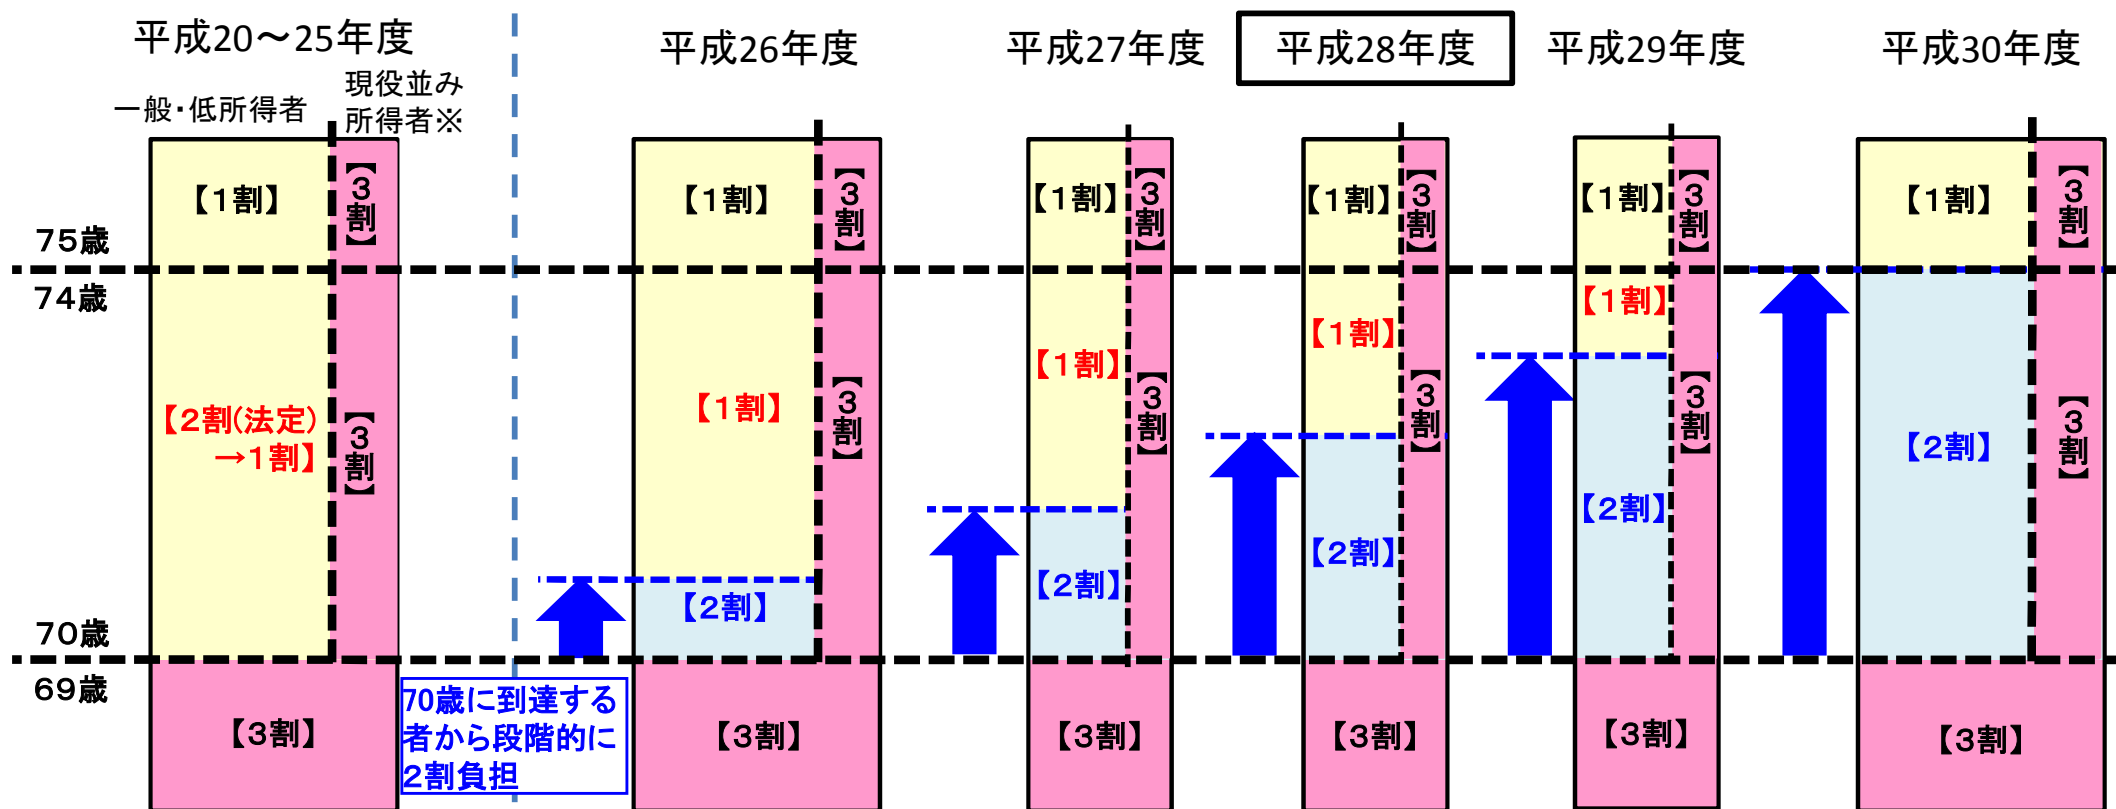 平成20～25年度
平成26年度
平成27年度
平成28年度
平成29年度
平成30年度
一般・低所得者
現役並み
所得者※
【1割】
【3割】
【1割】
【3割】
【1割】
【3割】
【1割】
【3割】
【1割】
【3割】
【1割】
【3割】
75歳
74歳
【2割(法定)
→1割】
【3割】
【1割】
【3割】
【2割】
【1割】
【3割】
【2割】
【1割】
【3割】
【2割】
【1割】
【3割】
【2割】
【2割】
【3割】
70歳
69歳
70歳に到達する
者から段階的に
2割負担
【3割】
【3割】
【3割】
【3割】
【3割】
【3割】